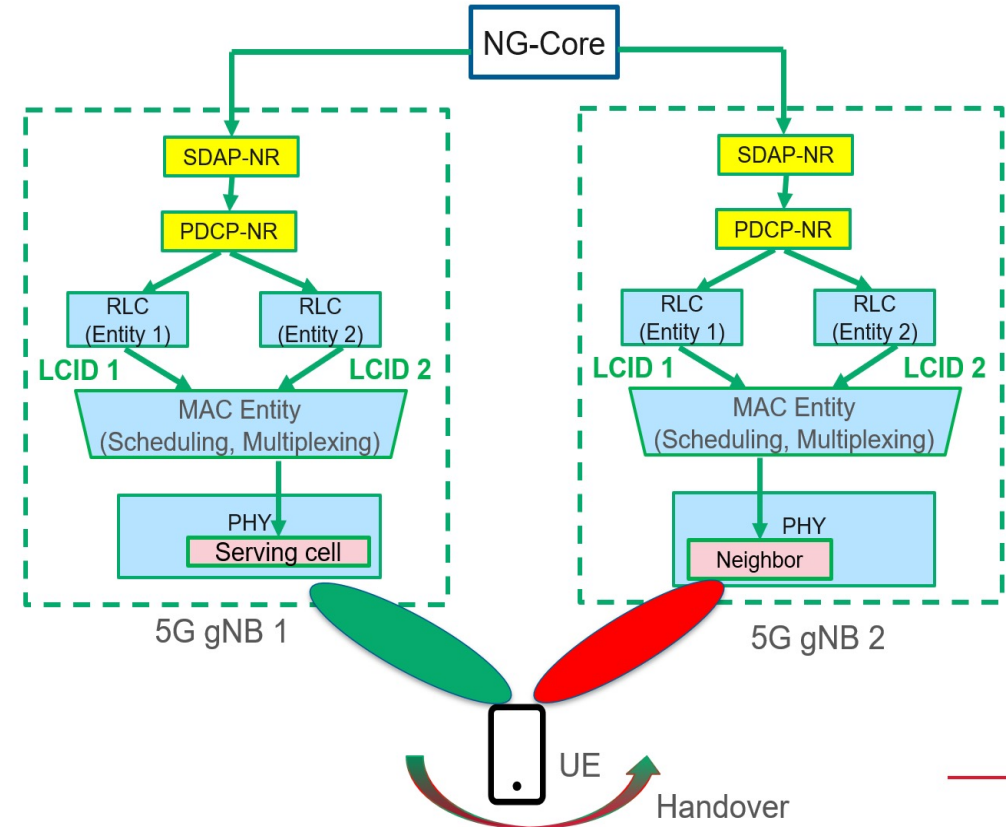 NG-Core
SDAP-NR
PDCP-NR
RLC
(Entity 1)
RLC
(Entity 2)
LCID 1
LCID 2
MAC Entity
(Scheduling, Multiplexing)
PHY
Serving cell
5G gNB 1
SDAP-NR
PDCP-NR
RLC
(Entity 1)
RLC
(Entity 2)
LCID 1
LCID 2
MAC Entity
(Scheduling, Multiplexing)
PHY
Neighbor
5G gNB 2
UE
Handover